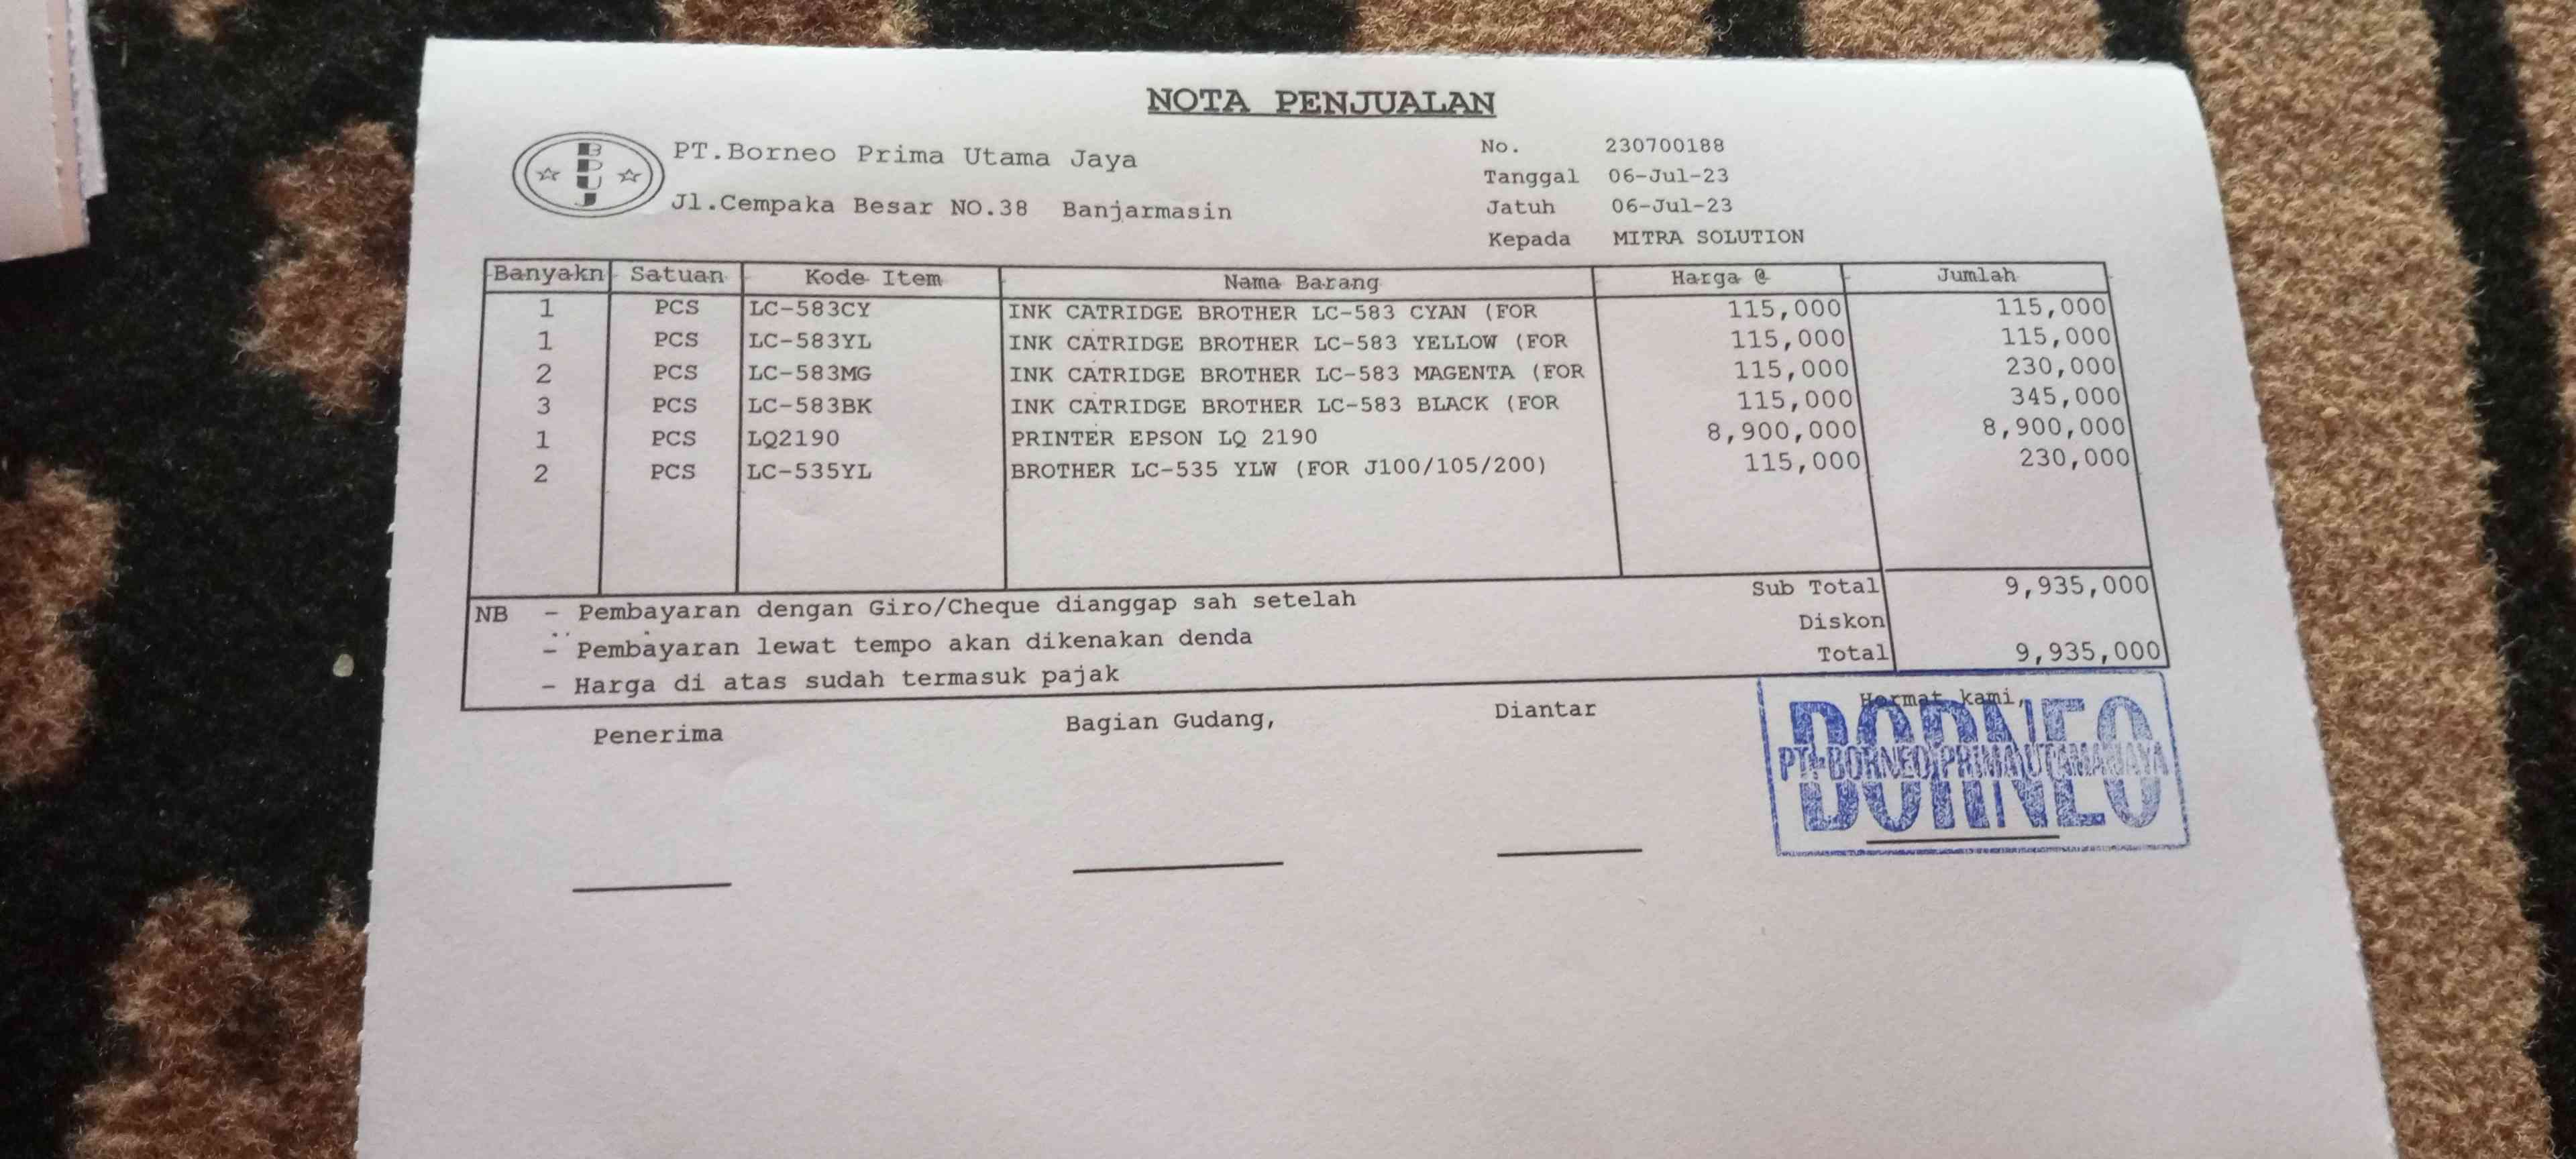 NOTA PENJUALAN
BPUJ
PT.Borneo Prima Utama Jaya
Jl.Cempaka Besar NO.38 Banjarmasin
No. 230700188
Tanggal 06-Jul-23
Jatuh 06-Jul-23
Kepada MITRA SOLUTION
Banyakn Satuan Kode Item Nama Barang Harga @ Jumlah
1 PCS LC-583CY INK CATRIDGE BROTHER LC-583 CYAN (FOR 115,000 115,000
1 PCS LC-583YL INK CATRIDGE BROTHER LC-583 YELLOW (FOR 115,000 115,000
2 PCS LC-583MG INK CATRIDGE BROTHER LC-583 MAGENTA (FOR 115,000 230,000
3 PCS LC-583BK INK CATRIDGE BROTHER LC-583 BLACK (FOR 115,000 345,000
1 PCS LQ2190 PRINTER EPSON LQ 2190 8,900,000 8,900,000
2 PCS LC-535YL BROTHER LC-535 YLW (FOR J100/105/200) 115,000 230,000
Sub Total 9,935,000
Diskon
Total 9,935,000
NB - Pembayaran dengan Giro/Cheque dianggap sah setelah
- Pembayaran lewat tempo akan dikenakan denda
- Harga di atas sudah termasuk pajak
Penerima Bagian Gudang, Diantar Hormat kami,
BORNEO
PT. BORNEO PRIMA UTAMA JAYA